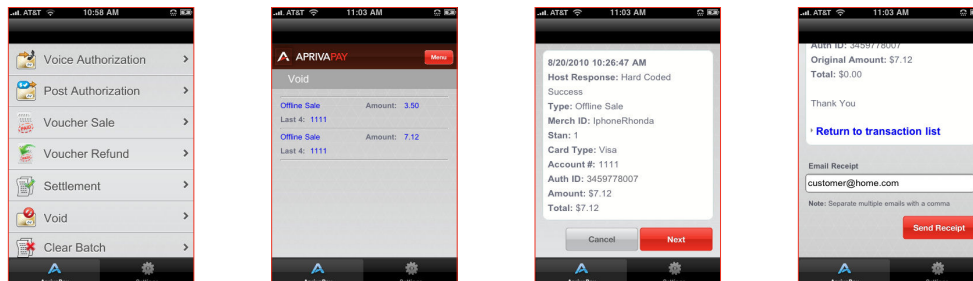 AT&T 10:58 AM
Voice Authorization
Post Authorization
Voucher Sale
Voucher Refund
Settlement
Void
Clear Batch
AT&T 11:03 AM
APRIVAPAY Menu
Void
Offline Sale Amount: 3.50
Last 4: 1111
Offline Sale Amount: 7.12
Last 4: 1111
AT&T 11:03 AM
8/20/2010 10:26:47 AM
Host Response: Hard Coded
Success
Type: Offline Sale
Merch ID: IphoneRhonda
Stan: 1
Card Type: Visa
Account #: 1111
Auth ID: 3459778007
Amount: $7.12
Total: $7.12
Cancel Next
AT&T 11:03 AM
Auth ID: 3459778007
Original Amount: $7.12
Total: $0.00
Thank You
Return to transaction list
Email Receipt
customer@home.com
Note: Separate multiple emails with a comma
Send Receipt